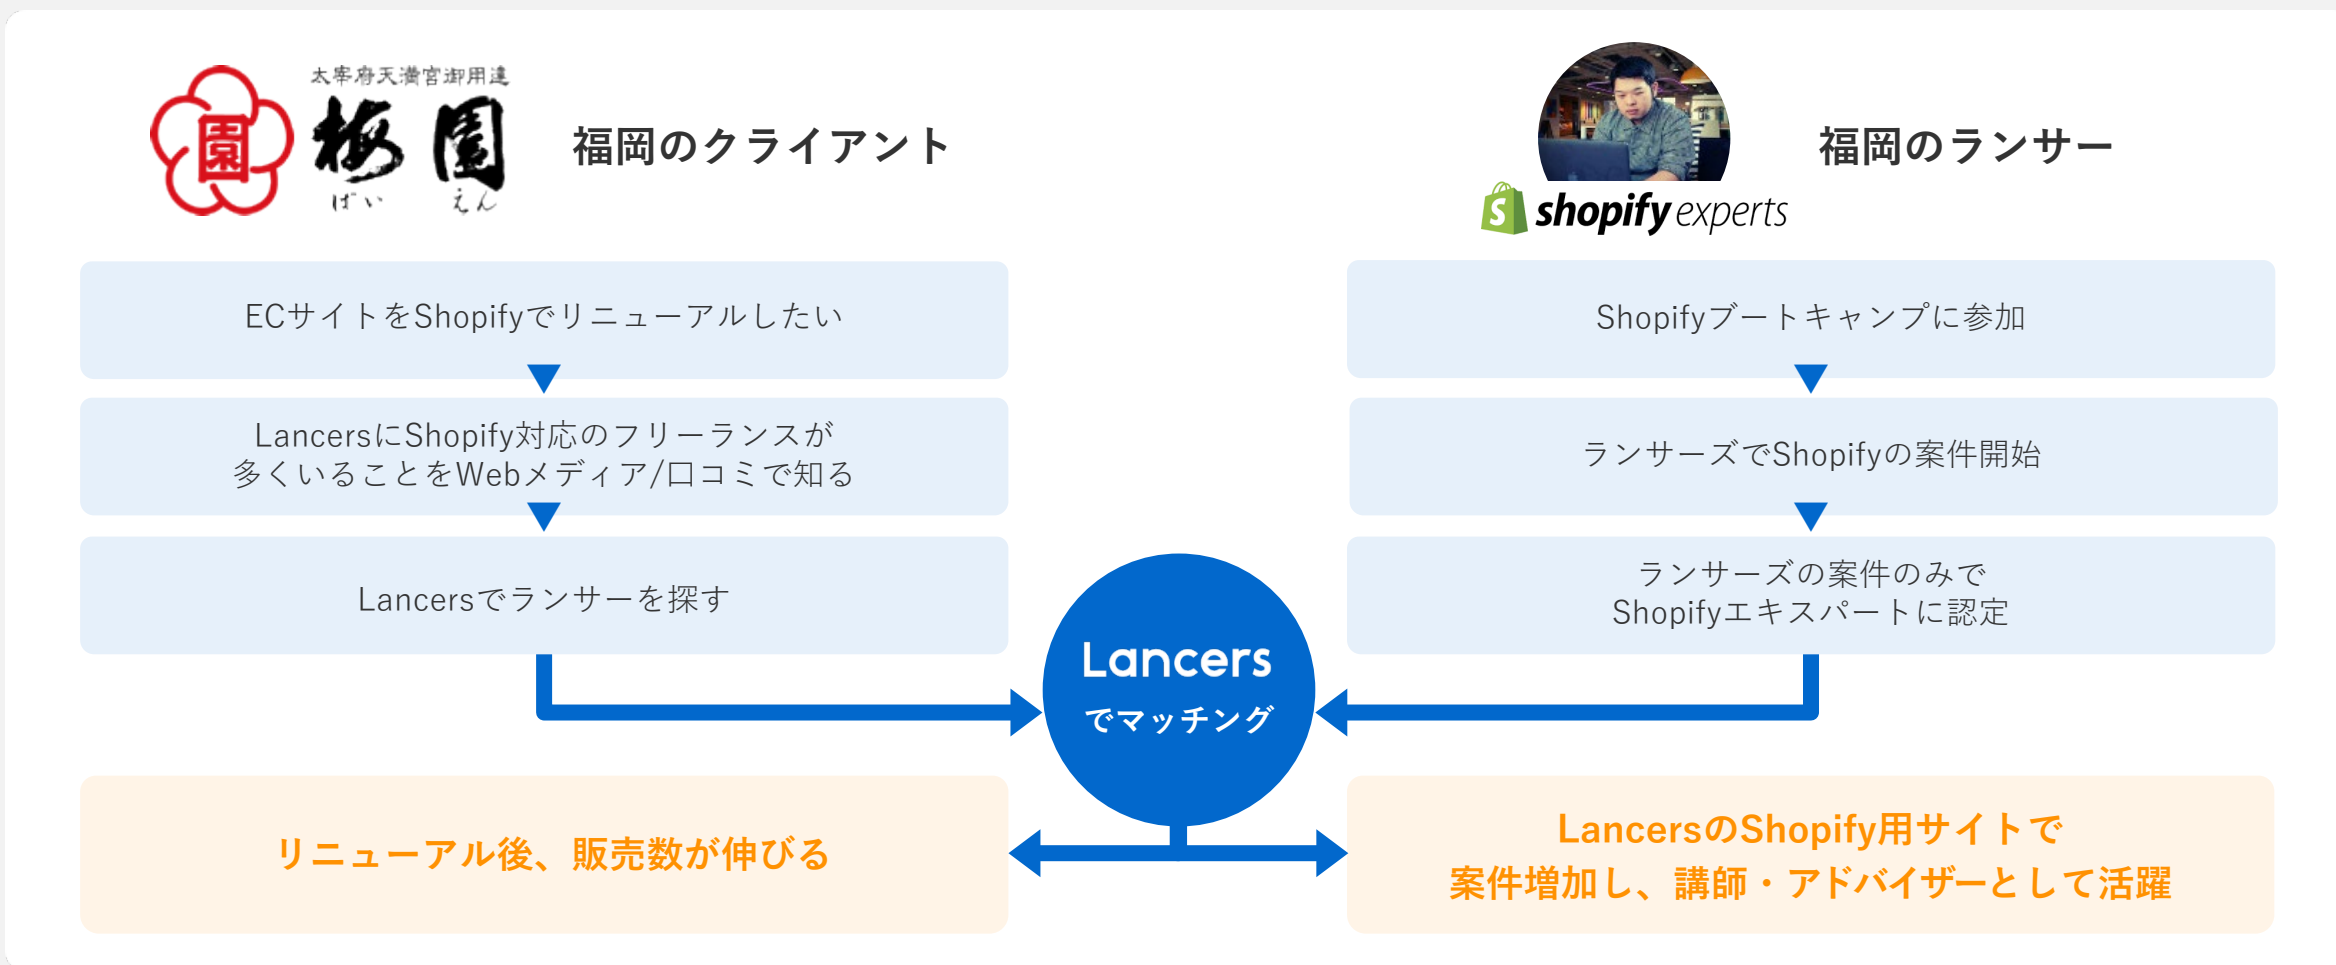 太宰府天満宮御用達
園
梅園
ばいえん
福岡のクライアント
福岡のランサー
shopify experts
ECサイトをShopifyでリニューアルしたい
LancersにShopify対応のフリーランスが
多くいることをWebメディア/口コミで知る
Lancersでランサーを探す
Shopifyブートキャンプに参加
ランサーズでShopifyの案件開始
ランサーズの案件のみで
Shopifyエキスパートに認定
Lancers
でマッチング
リニューアル後、販売数が伸びる
LancersのShopify用サイトで
案件増加し、講師・アドバイザーとして活躍